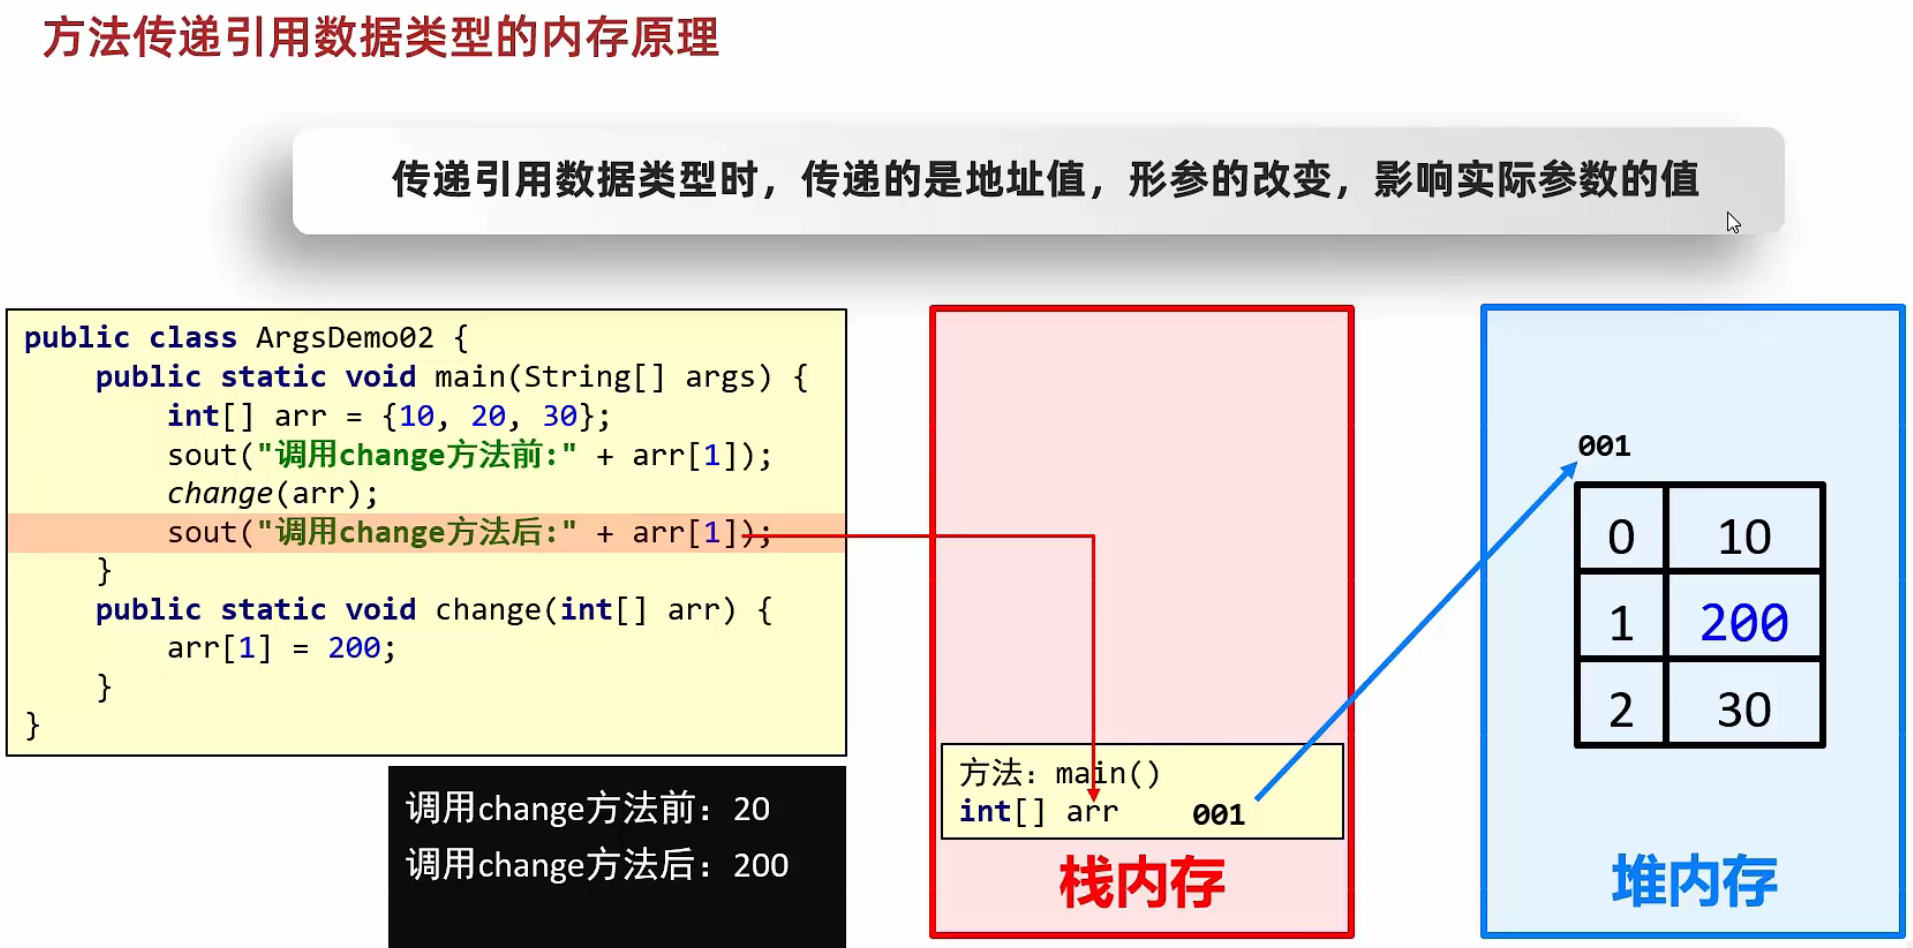 方法传递引用数据类型的内存原理
传递引用数据类型时，传递的是地址值，形参的改变，影响实际参数的值
public class ArgsDemo02 {
    public static void main(String[] args) {
        int[] arr = {10, 20, 30};
        sout("调用change方法前:" + arr[1]);
        change(arr);
        sout("调用change方法后:" + arr[1]);
    }
    public static void change(int[] arr) {
        arr[1] = 200;
    }
}
调用change方法前：20
调用change方法后：200
方法：main()
int[] arr 001
栈内存
001
0 10
1 200
2 30
堆内存